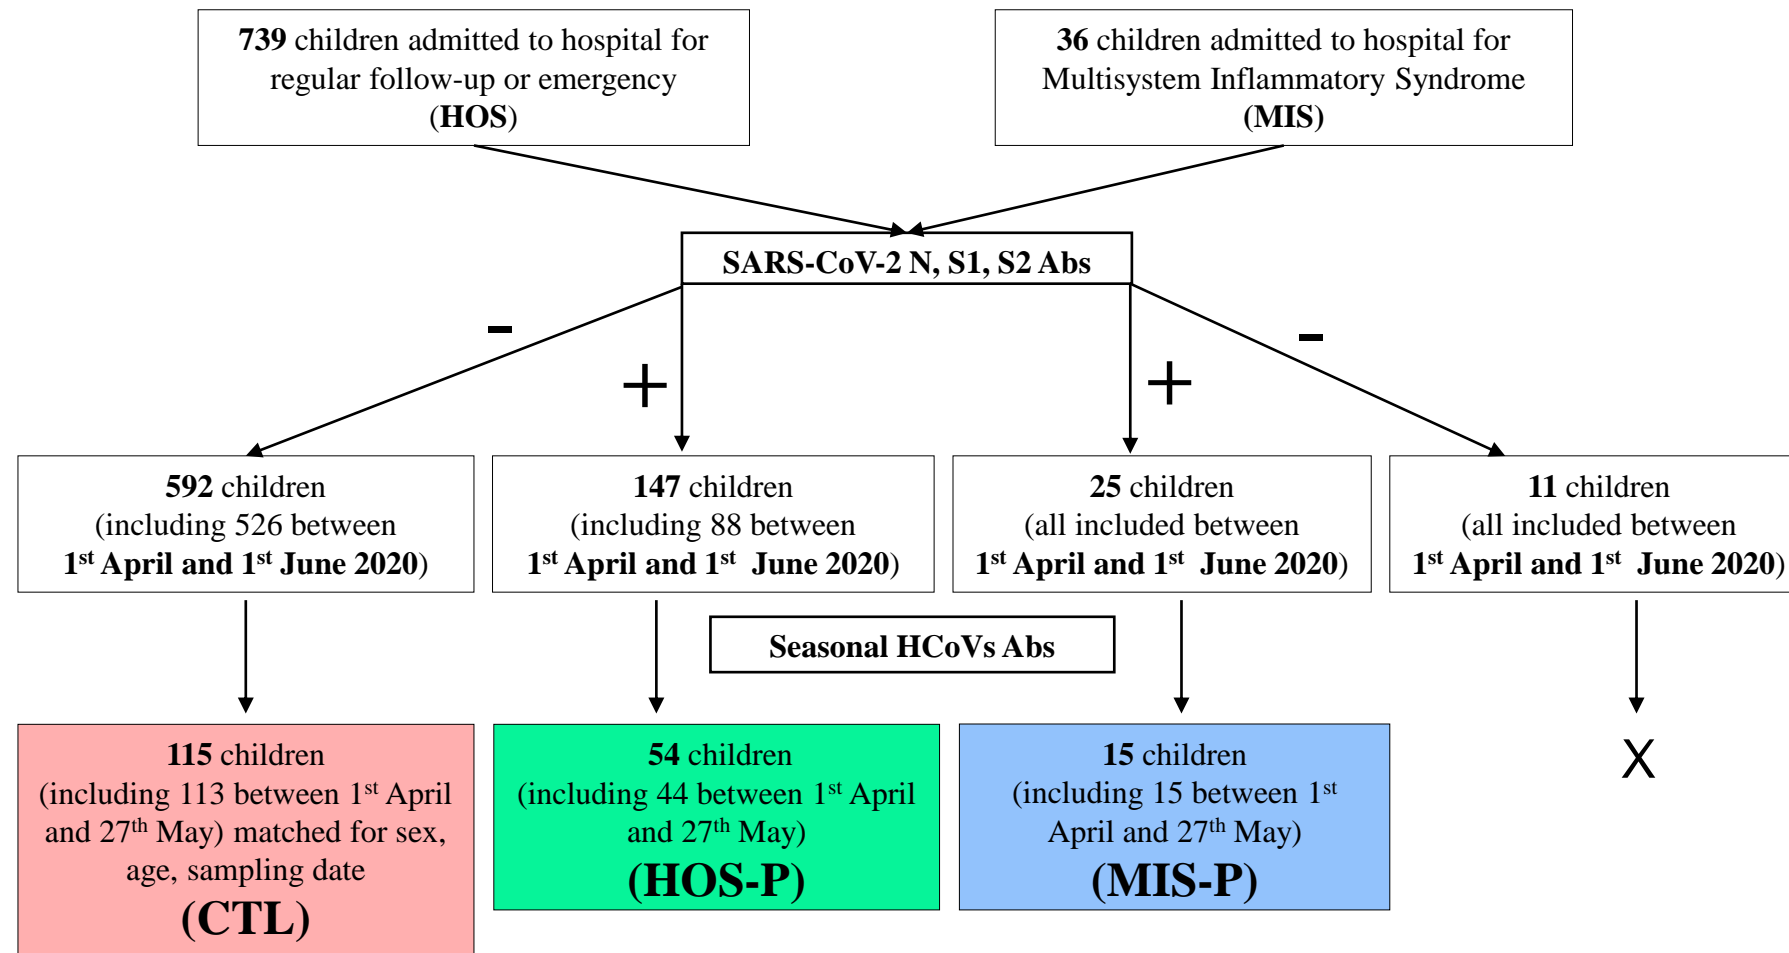 739 children admitted to hospital for
regular follow-up or emergency
(HOS)
36 children admitted to hospital for
Multisystem Inflammatory Syndrome
(MIS)
SARS-CoV-2 N, S1, S2 Abs
-
+
+
-
592 children
(including 526 between
1st April and 1st June 2020)
147 children
(including 88 between
1st April and 1st June 2020)
25 children
(all included between
1st April and 1st June 2020)
11 children
(all included between
1st April and 1st June 2020)
Seasonal HCoVs Abs
115 children
(including 113 between 1st April
and 27th May) matched for sex,
age, sampling date
(CTL)
54 children
(including 44 between 1st April
and 27th May)
(HOS-P)
15 children
(including 15 between 1st
April and 27th May)
(MIS-P)
X